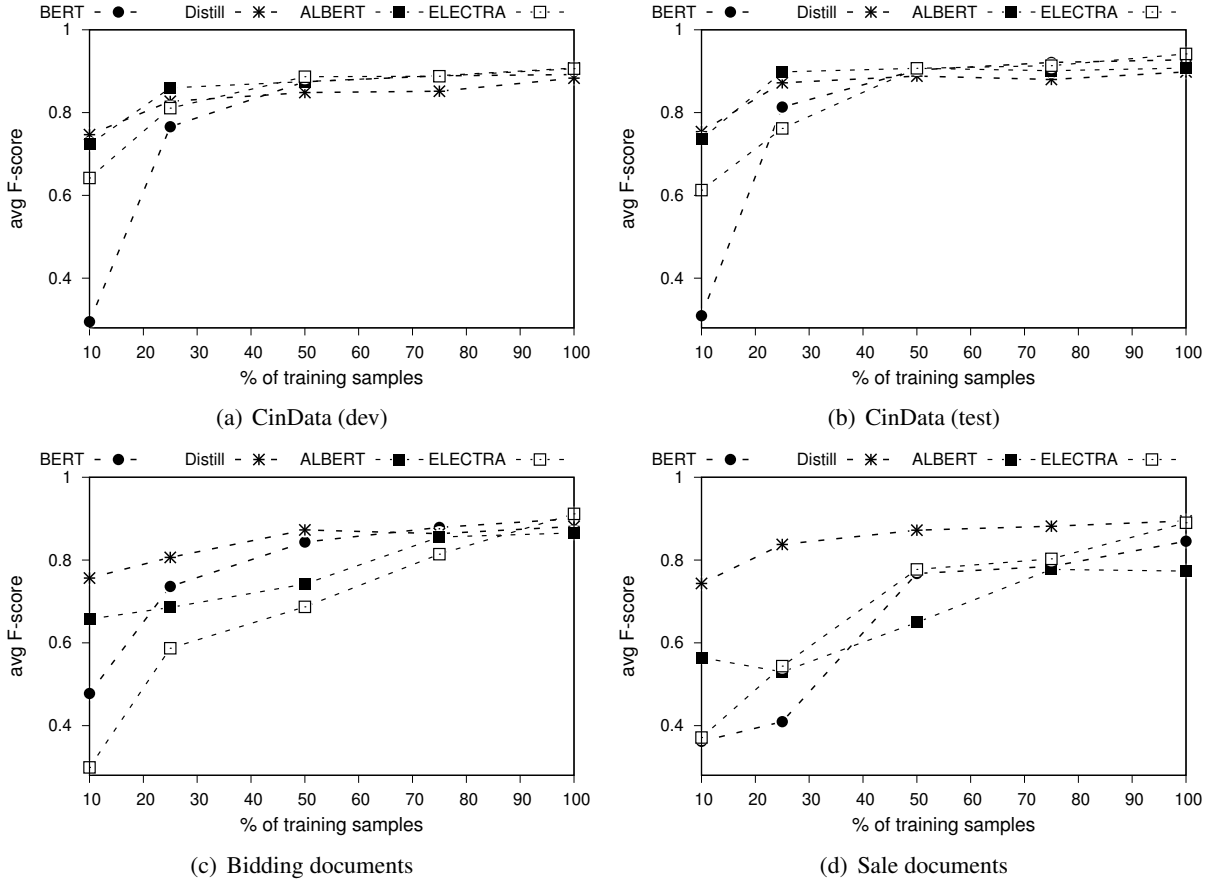 BERT Distill ALBERT ELECTRA
1
0.8
0.6
0.4
avg F-score
10 20 30 40 50 60 70 80 90 100
% of training samples
(a) CinData (dev)
BERT Distill ALBERT ELECTRA
1
0.8
0.6
0.4
avg F-score
10 20 30 40 50 60 70 80 90 100
% of training samples
(b) CinData (test)
BERT Distill ALBERT ELECTRA
1
0.8
0.6
0.4
avg F-score
10 20 30 40 50 60 70 80 90 100
% of training samples
(c) Bidding documents
BERT Distill ALBERT ELECTRA
1
0.8
0.6
0.4
avg F-score
10 20 30 40 50 60 70 80 90 100
% of training samples
(d) Sale documents